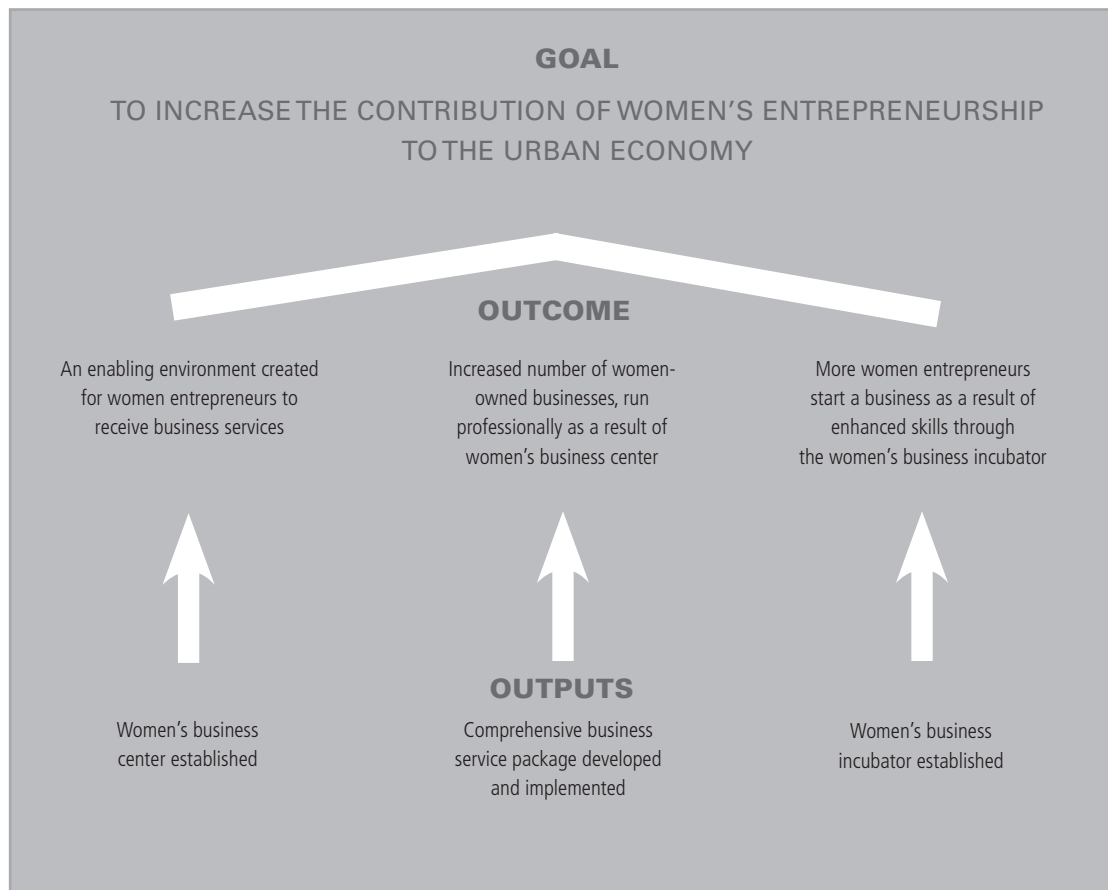 GOAL
TO INCREASE THE CONTRIBUTION OF WOMEN’S ENTREPRENEURSHIP
TO THE URBAN ECONOMY
OUTCOME
An enabling environment created
for women entrepreneurs to
receive business services
Increased number of women-
owned businesses, run
professionally as a result of
women’s business center
More women entrepreneurs
start a business as a result of
enhanced skills through
the women’s business incubator
OUTPUTS
Women’s business
center established
Comprehensive business
service package developed
and implemented
Women’s business
incubator established